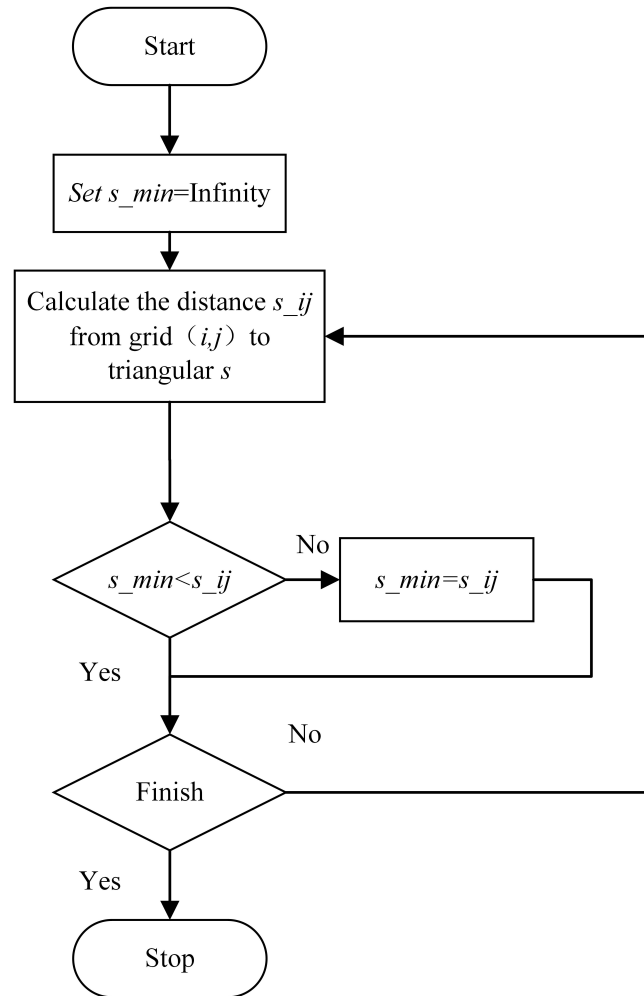 Start
Set s_min=Infinity
Calculate the distance s_ij
from grid（i,j）to
triangular s
s_min<s_ij
No
s_min=s_ij
Yes
No
Finish
Yes
Stop